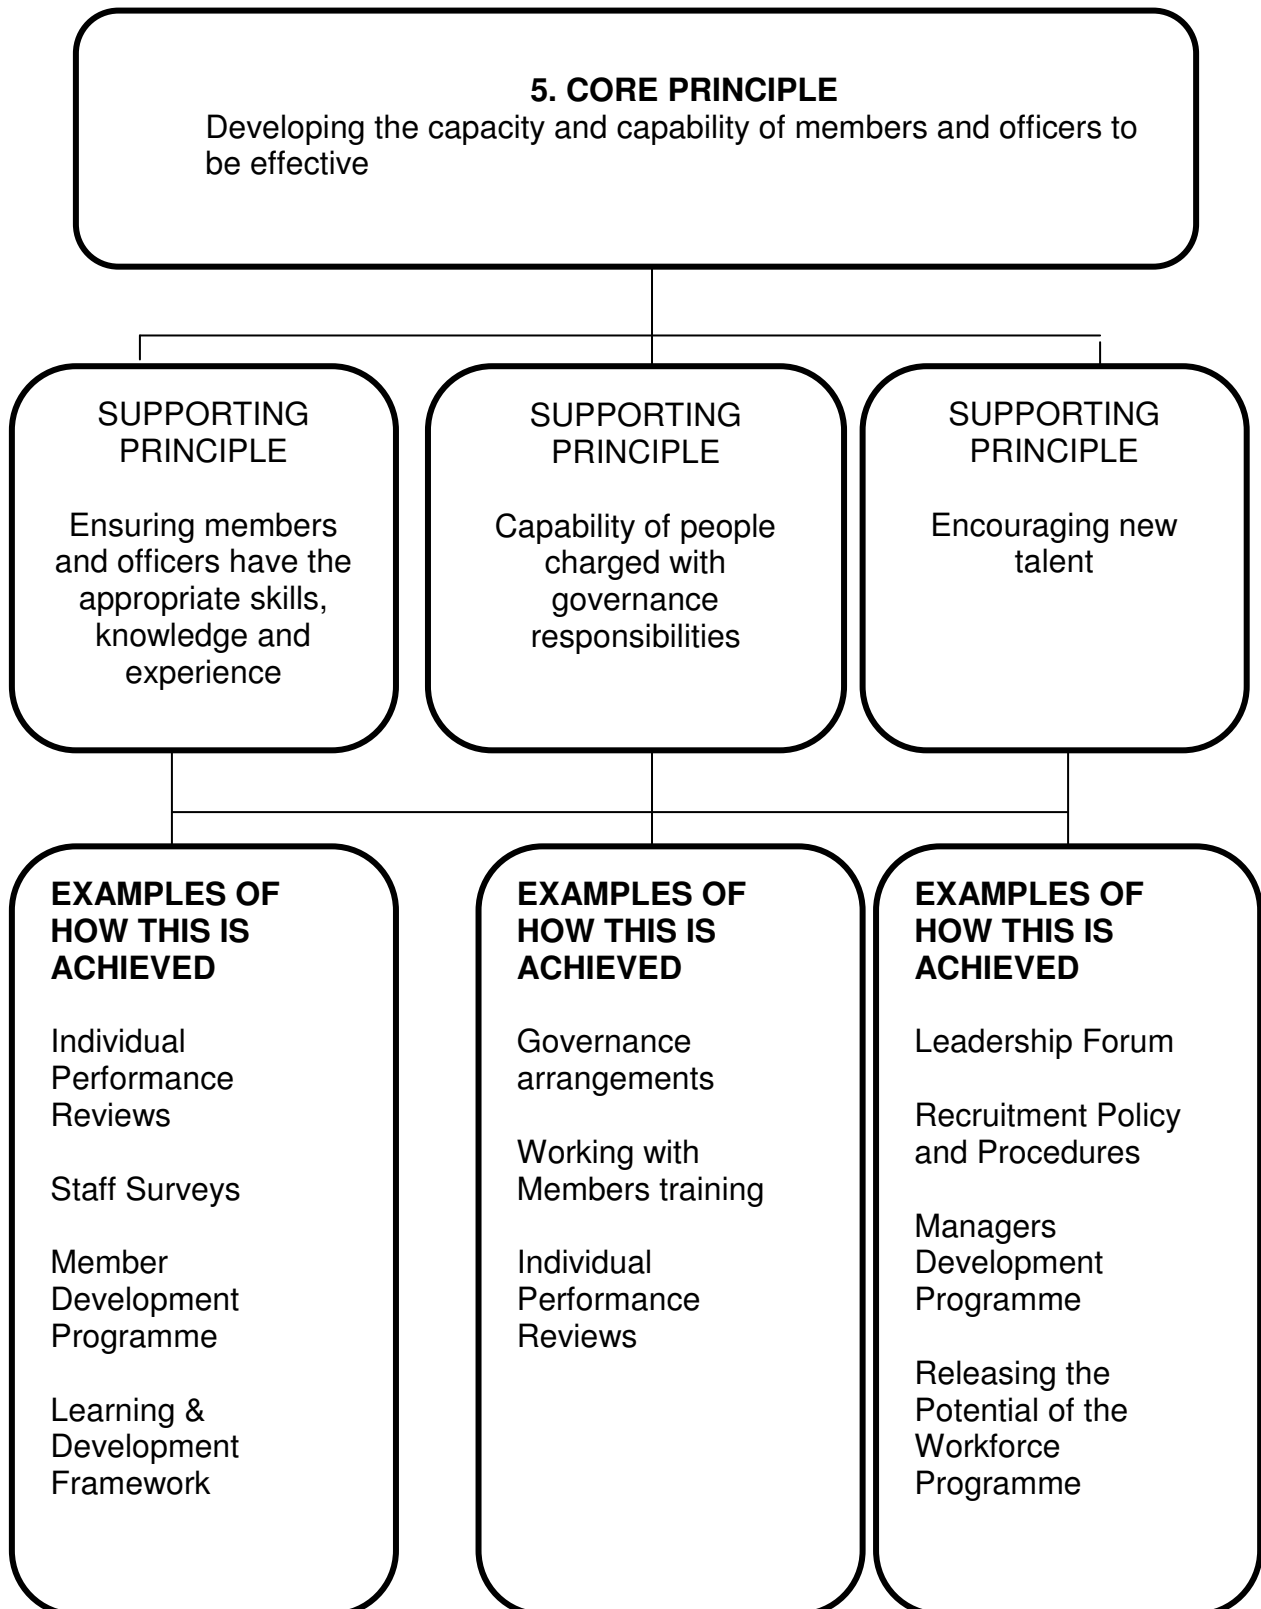 5. CORE PRINCIPLE
Developing the capacity and capability of members and officers to
be effective
SUPPORTING
PRINCIPLE
Ensuring members
and officers have the
appropriate skills,
knowledge and
experience
SUPPORTING
PRINCIPLE
Capability of people
charged with
governance
responsibilities
SUPPORTING
PRINCIPLE
Encouraging new
talent
EXAMPLES OF
HOW THIS IS
ACHIEVED
Individual
Performance
Reviews
Staff Surveys
Member
Development
Programme
Learning &
Development
Framework
EXAMPLES OF
HOW THIS IS
ACHIEVED
Governance
arrangements
Working with
Members training
Individual
Performance
Reviews
EXAMPLES OF
HOW THIS IS
ACHIEVED
Leadership Forum
Recruitment Policy
and Procedures
Managers
Development
Programme
Releasing the
Potential of the
Workforce
Programme